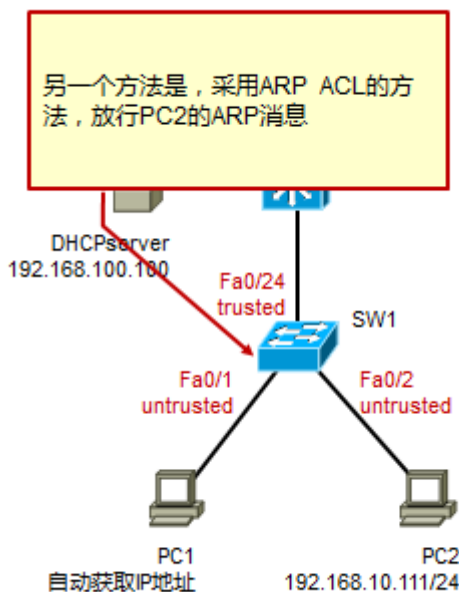 另一个方法是，采用ARP ACL的方
法，放行PC2的ARP消息
DHCPserver
192.168.100.100
Fa0/24
trusted
SW1
Fa0/1
untrusted
Fa0/2
untrusted
PC1
自动获取IP地址
PC2
192.168.10.111/24